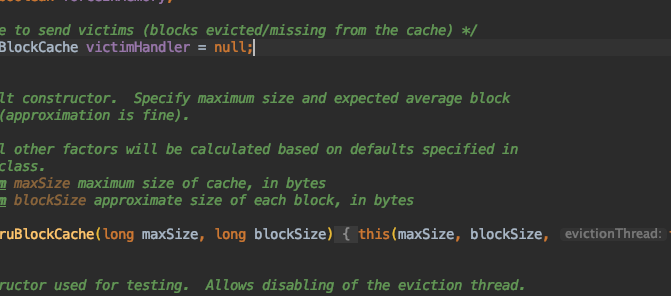 e to send victims (blocks evicted/missing from the cache) */
BlockCache victimHandler = null;
lt constructor.  Specify maximum size and expected average block
(approximation is fine).
l other factors will be calculated based on defaults specified in
class.
m maxSize maximum size of cache, in bytes
m blockSize approximate size of each block, in bytes
ruBlockCache(long maxSize, long blockSize) { this(maxSize, blockSize, evictionThread:
ructor used for testing.  Allows disabling of the eviction thread.